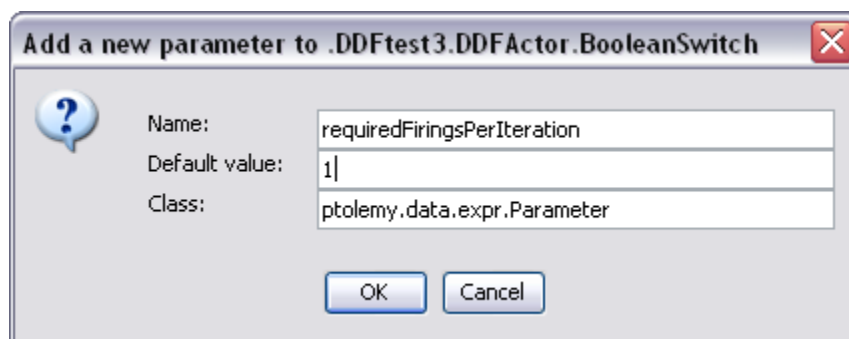 Add a new parameter to .DDFtest3.DDFActor.BooleanSwitch
?
Name: requiredFiringsPerIteration
Default value: 1
Class: ptolemy.data.expr.Parameter
OK Cancel